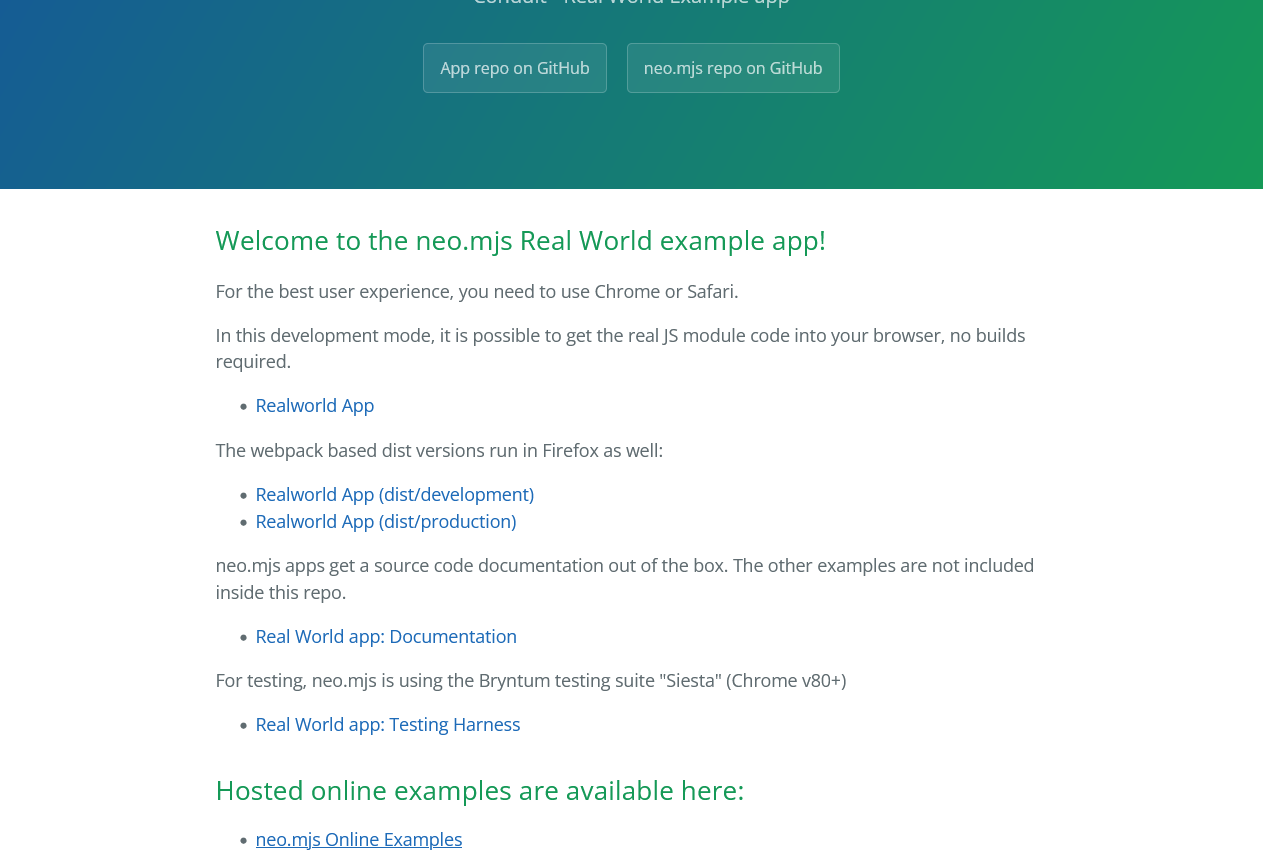 Conduit - Real World Example app
App repo on GitHub
neo.mjs repo on GitHub
Welcome to the neo.mjs Real World example app!
For the best user experience, you need to use Chrome or Safari.
In this development mode, it is possible to get the real JS module code into your browser, no builds
required.
Realworld App
The webpack based dist versions run in Firefox as well:
Realworld App (dist/development)
Realworld App (dist/production)
neo.mjs apps get a source code documentation out of the box. The other examples are not included
inside this repo.
Real World app: Documentation
For testing, neo.mjs is using the Bryntum testing suite "Siesta" (Chrome v80+)
Real World app: Testing Harness
Hosted online examples are available here:
neo.mjs Online Examples